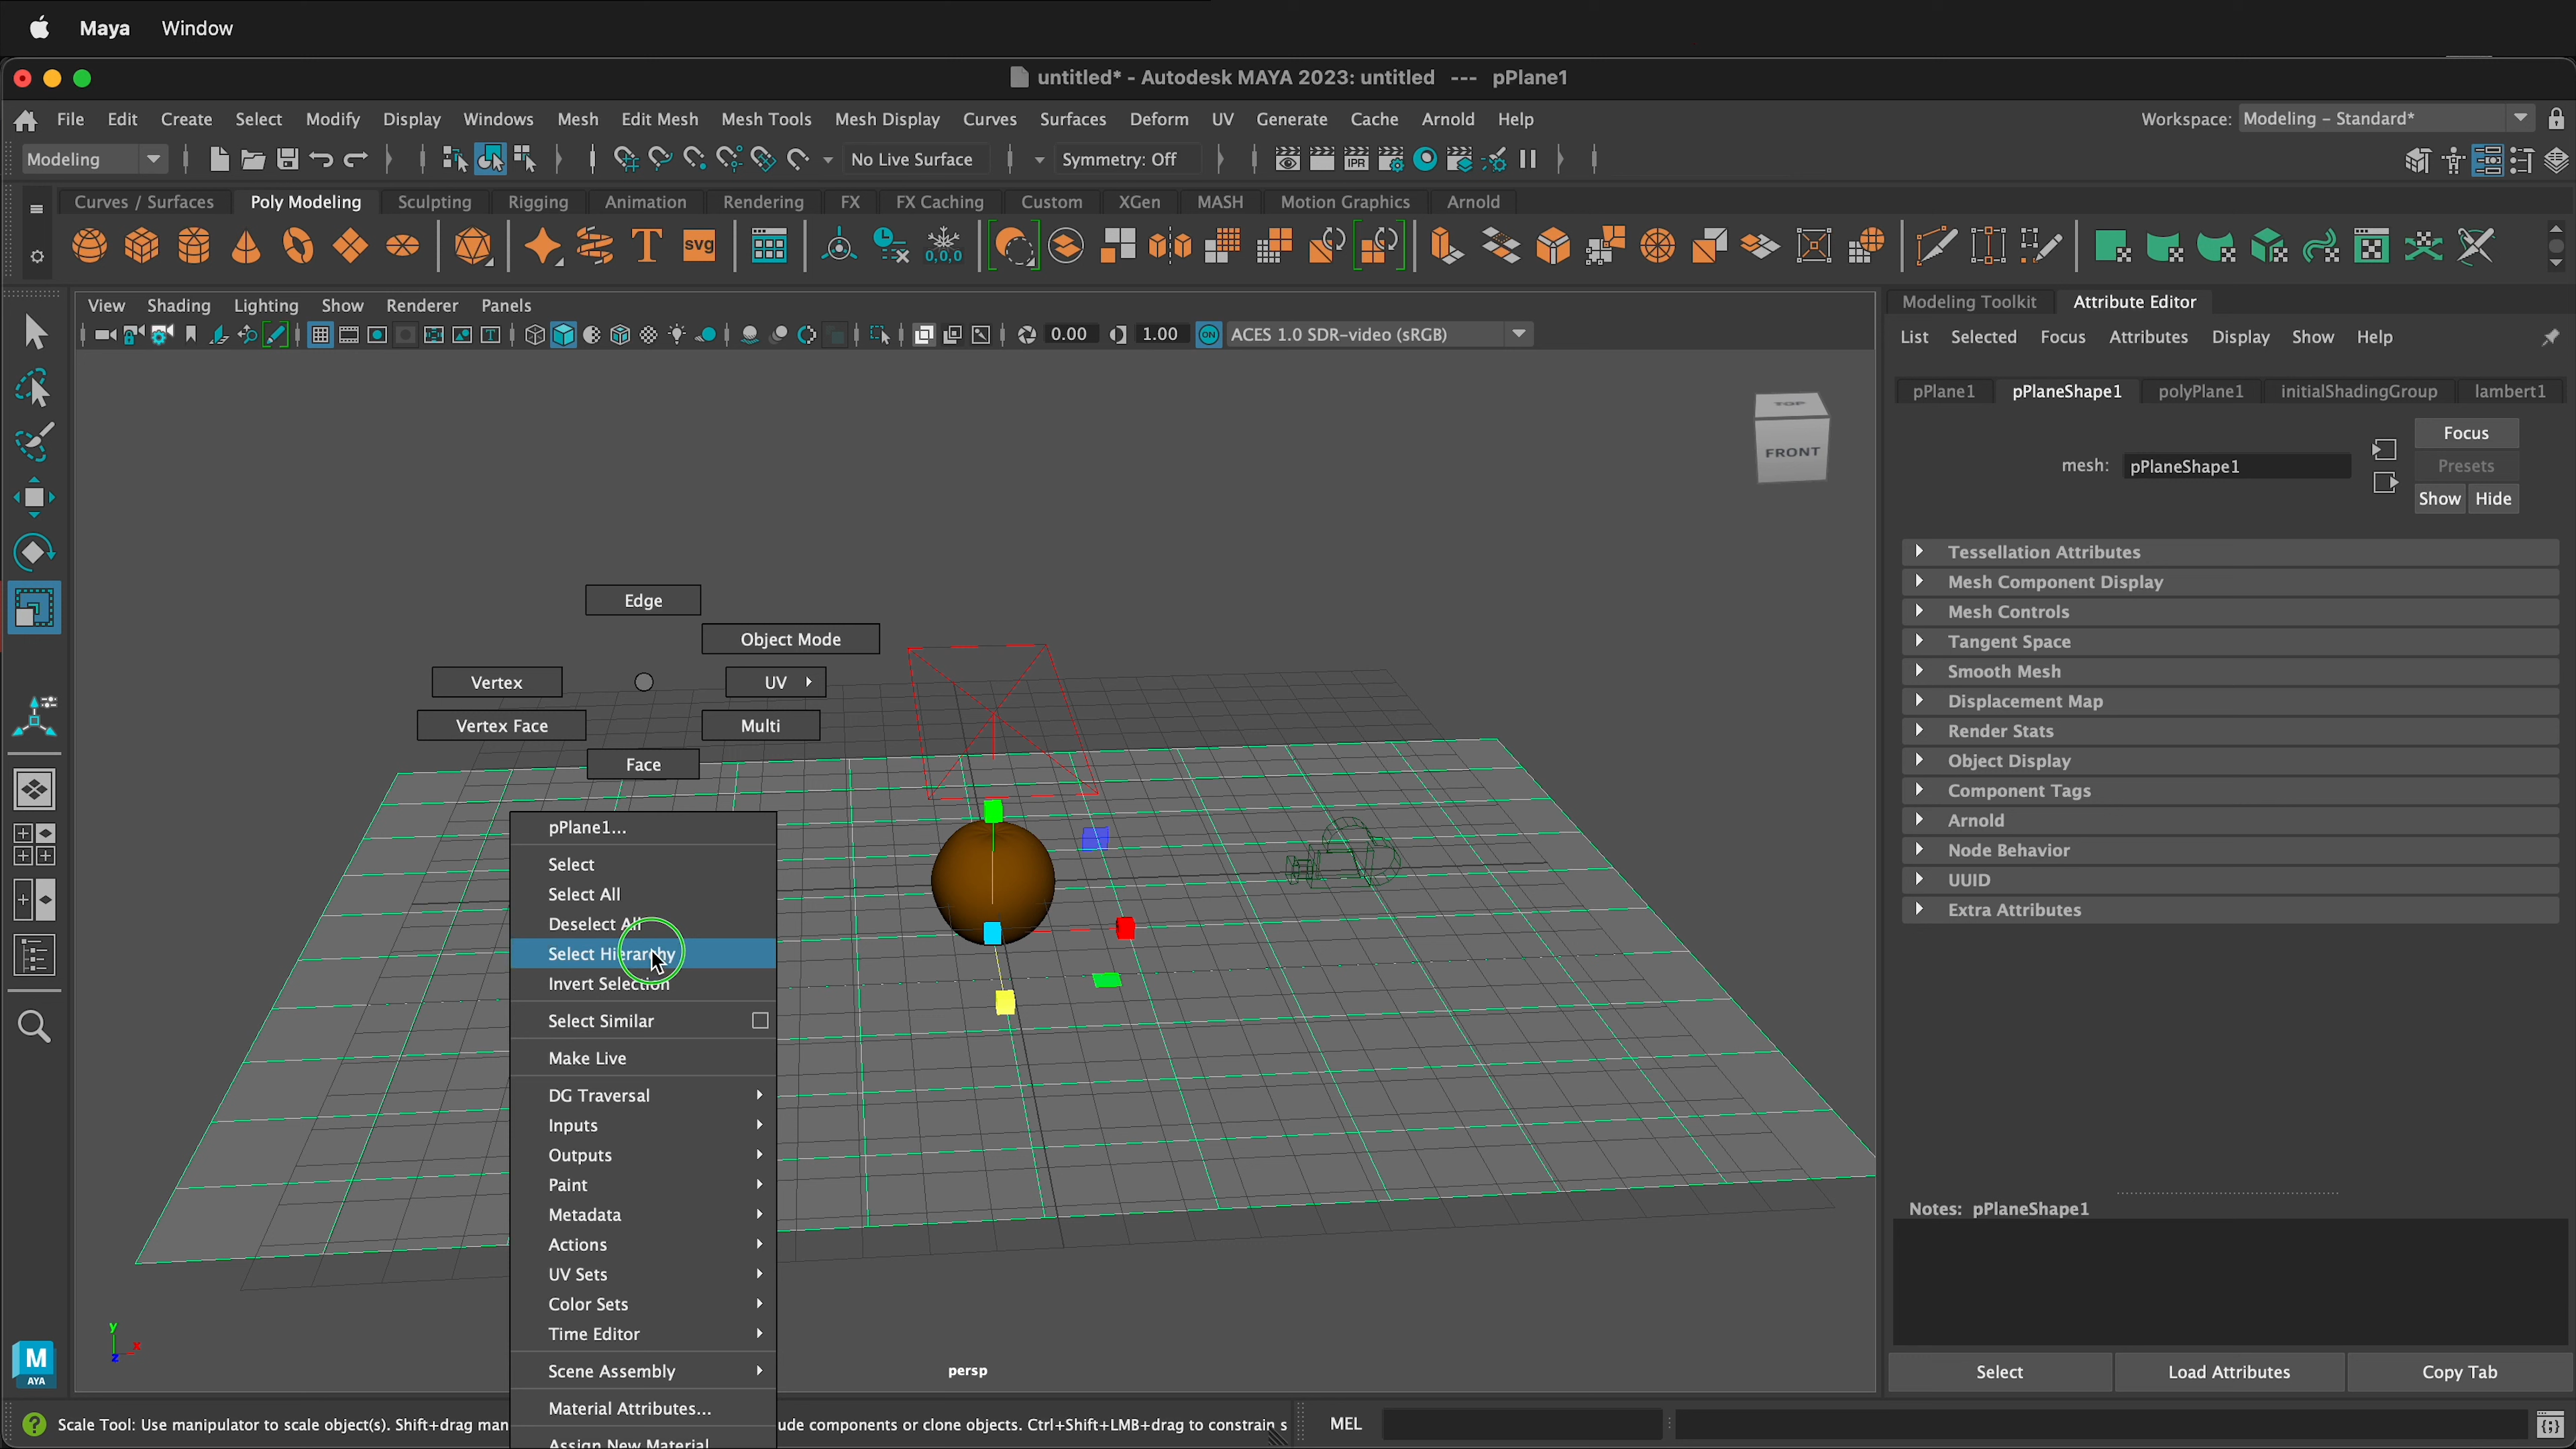 Maya Window
untitled* - Autodesk MAYA 2023: untitled --- pPlane1
File Edit Create Select Modify Display Windows Mesh Edit Mesh Mesh Tools Mesh Display Curves Surfaces Deform UV Generate Cache Arnold Help Workspace: Modeling - Standard*
Modeling No Live Surface Symmetry: Off IPR
Curves / Surfaces Poly Modeling Sculpting Rigging Animation Rendering FX FX Caching Custom XGen MASH Motion Graphics Arnold
T svg 0,0,0
View Shading Lighting Show Renderer Panels
0.00 1.00 ON ACES 1.0 SDR-video (sRGB)
Modeling Toolkit Attribute Editor
List Selected Focus Attributes Display Show Help
pPlane1 pPlaneShape1 polyPlane1 initialShadingGroup lambert1
Focus
mesh: pPlaneShape1 Presets
Show Hide
Tessellation Attributes
Mesh Component Display
Mesh Controls
Tangent Space
Smooth Mesh
Displacement Map
Render Stats
Object Display
Component Tags
Arnold
Node Behavior
UUID
Extra Attributes
Notes: pPlaneShape1
Select Load Attributes Copy Tab
TOP
FRONT
Edge
Object Mode
Vertex UV
Vertex Face Multi
Face
pPlane1...
Select
Select All
Deselect All
Select Hierarchy
Invert Selection
Select Similar
Make Live
DG Traversal
Inputs
Outputs
Paint
Metadata
Actions
UV Sets
Color Sets
Time Editor
Scene Assembly
Material Attributes...
Assign New Material
y
x
z
persp
M
AYA
Scale Tool: Use manipulator to scale object(s). Shift+drag man ude components or clone objects. Ctrl+Shift+LMB+drag to constrain s MEL